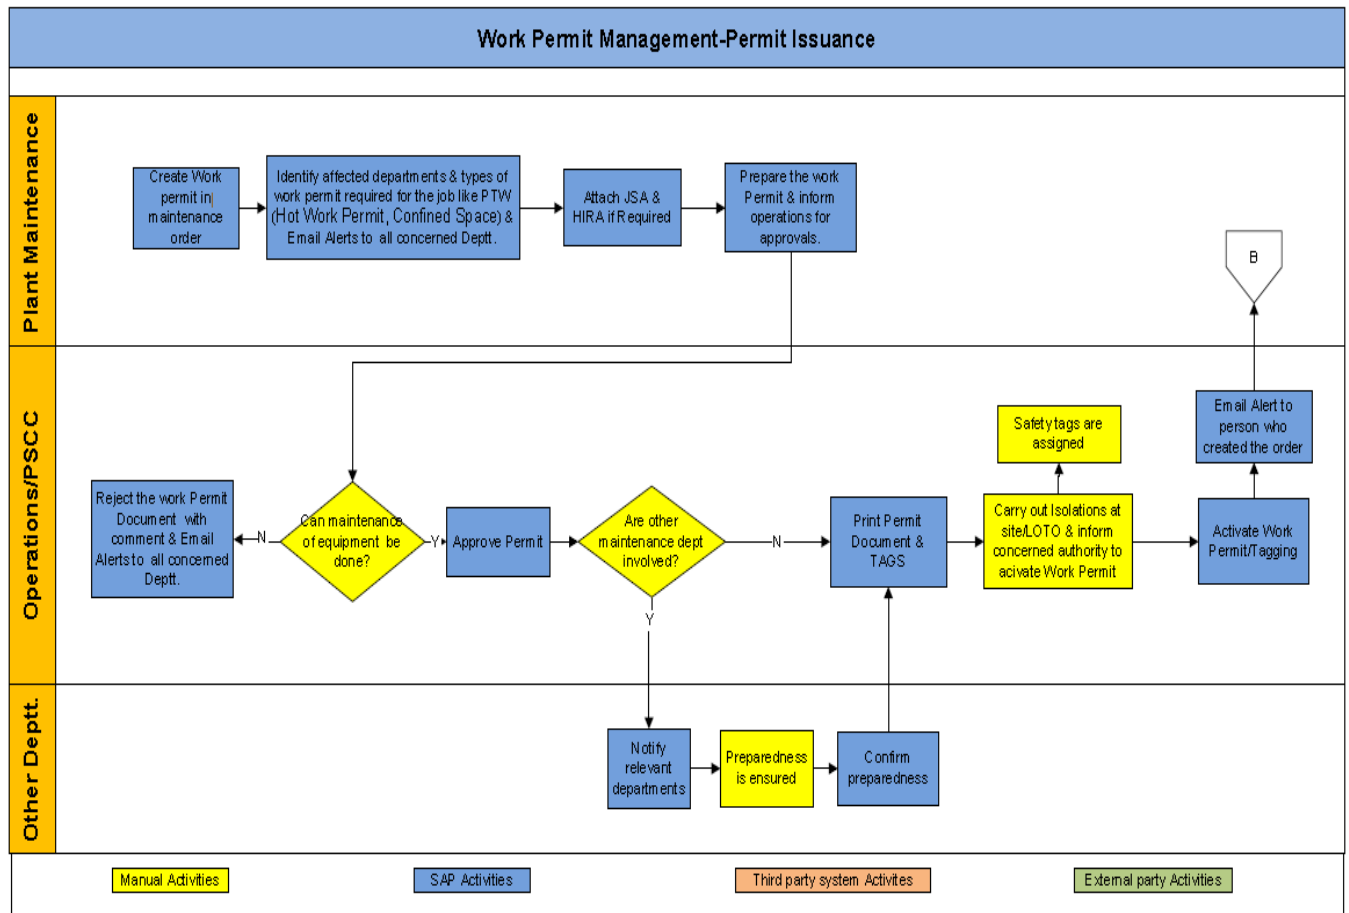 Work Permit Management-Permit Issuance
Plant Maintenance
Create Work
permit in
maintenance
order
Identify affected departments & types of
work permit required for the job like PTW
(Hot Work Permit, Confined Space) &
Email Alerts to all concerned Deptt.
Attach JSA &
HIRA if Required
Prepare the work
Permit & inform
operations for
approvals.
B
Operations/PSCC
Reject the work Permit
Document with
comment & Email
Alerts to all concerned
Deptt.
N
Can maintenance
of equipment be
done?
Y
Approve Permit
Are other
maintenance dept
involved?
N
Y
Print Permit
Document &
TAGS
Safety tags are
assigned
Carry out Isolations at
site/LOTO & inform
concerned authority to
acivate Work Permit
Email Alert to
person who
created the order
Activate Work
Permit/Tagging
Other Deptt.
Notify
relevant
departments
Preparedness
is ensured
Confirm
preparedness
Manual Activities
SAP Activities
Third party system Activites
External party Activities